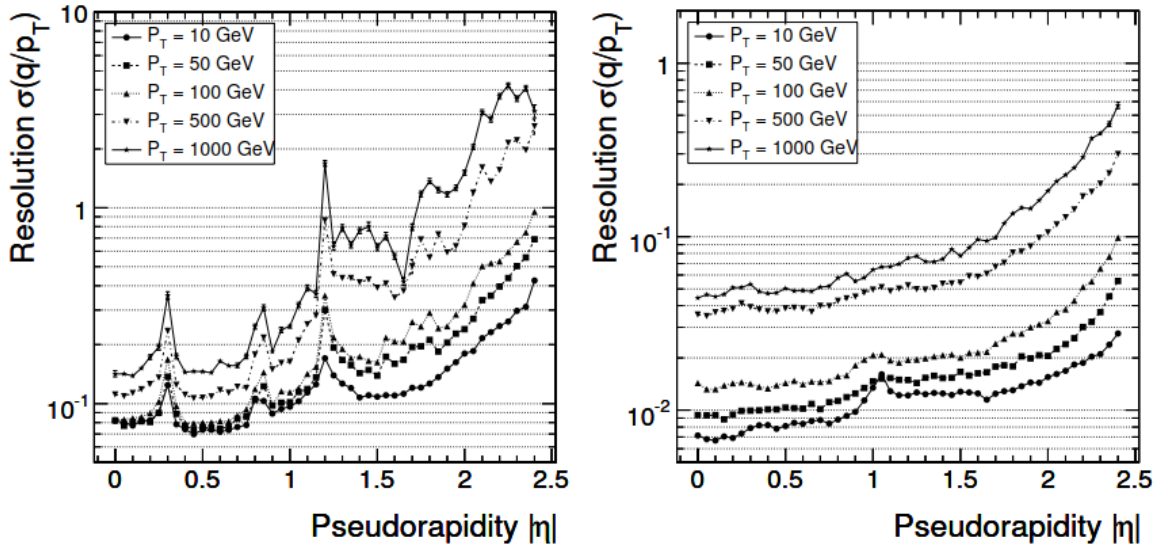 Resolution σ(q/p_T)
10
1
10⁻¹
P_T = 10 GeV
P_T = 50 GeV
P_T = 100 GeV
P_T = 500 GeV
P_T = 1000 GeV
0 0.5 1 1.5 2 2.5
Pseudorapidity |η|
Resolution σ(q/p_T)
1
10⁻¹
10⁻²
P_T = 10 GeV
P_T = 50 GeV
P_T = 100 GeV
P_T = 500 GeV
P_T = 1000 GeV
0 0.5 1 1.5 2 2.5
Pseudorapidity |η|